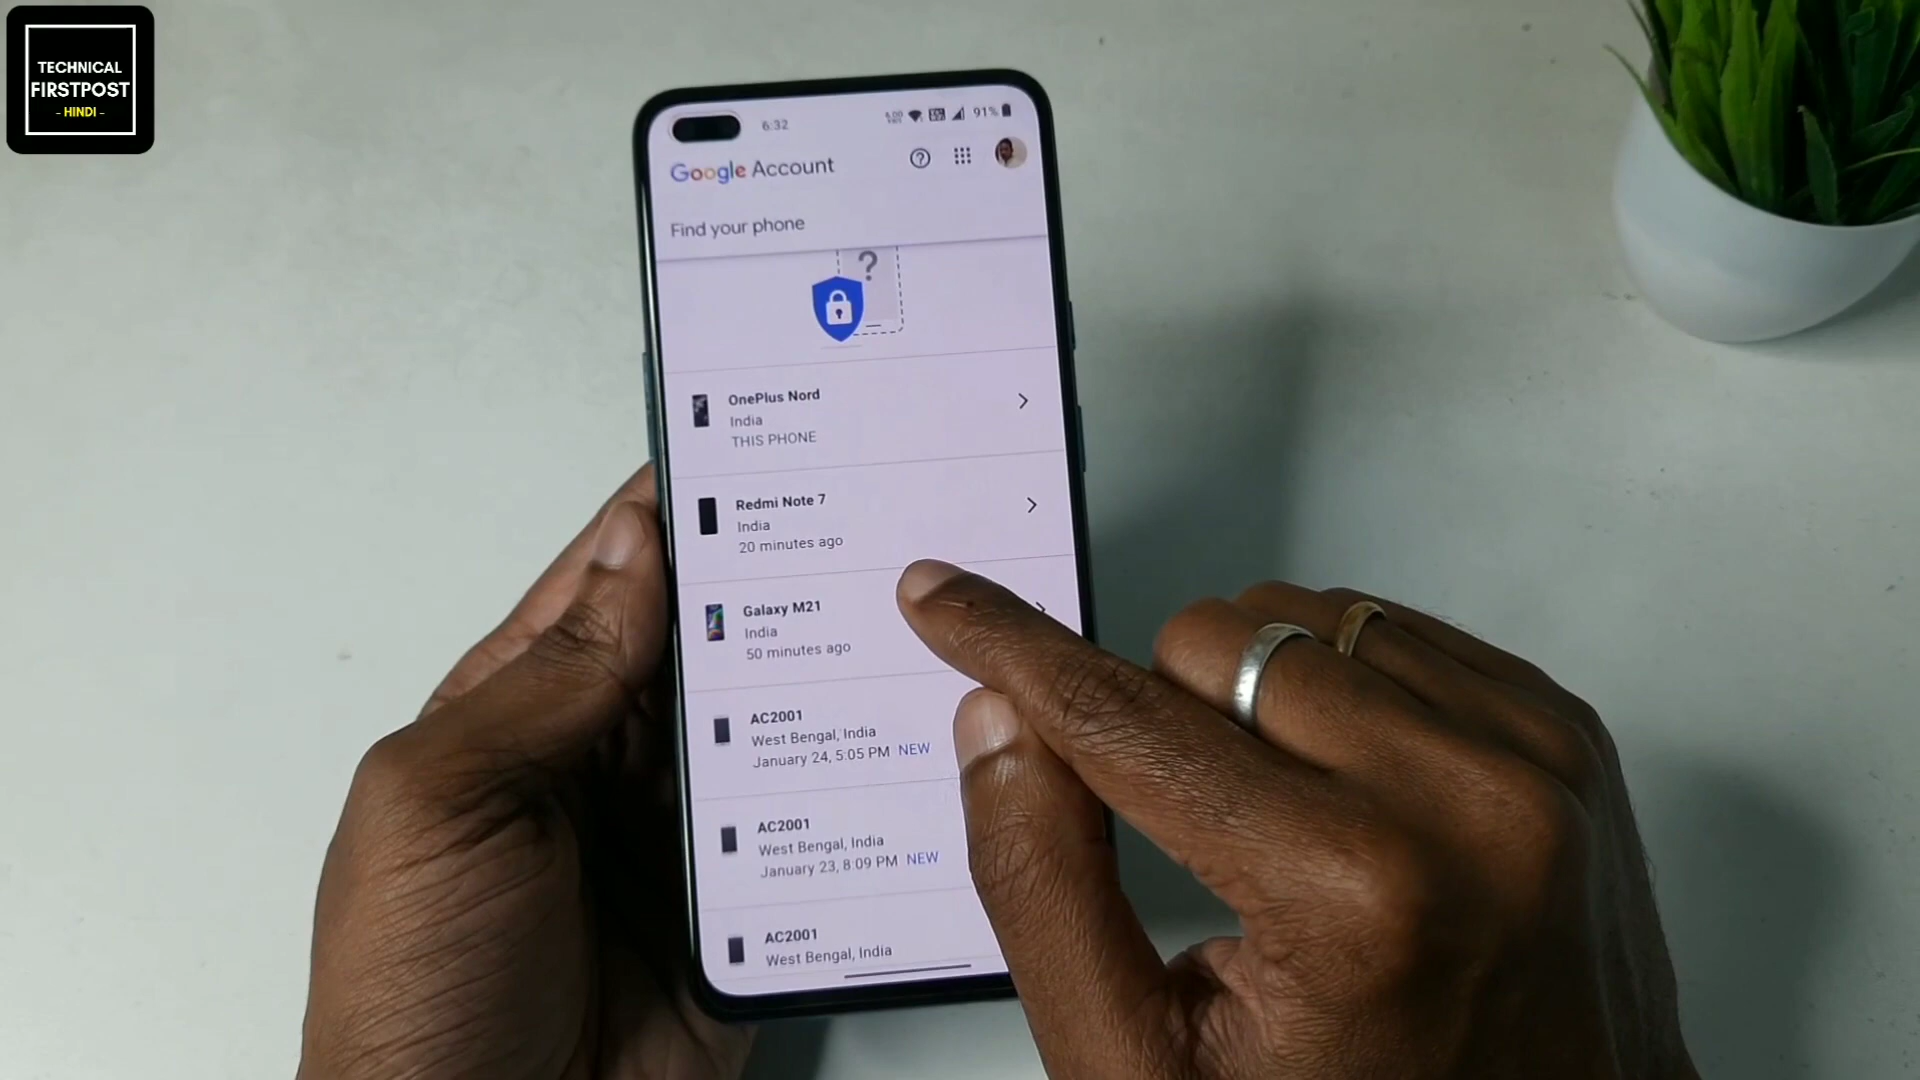 TECHNICAL
FIRSTPOST
- HINDI -
6:32
91%
Google Account
Find your phone
?
OnePlus Nord
India
THIS PHONE
Redmi Note 7
India
20 minutes ago
Galaxy M21
India
50 minutes ago
AC2001
West Bengal, India
January 24, 5:05 PM NEW
AC2001
West Bengal, India
January 23, 8:09 PM NEW
AC2001
West Bengal, India